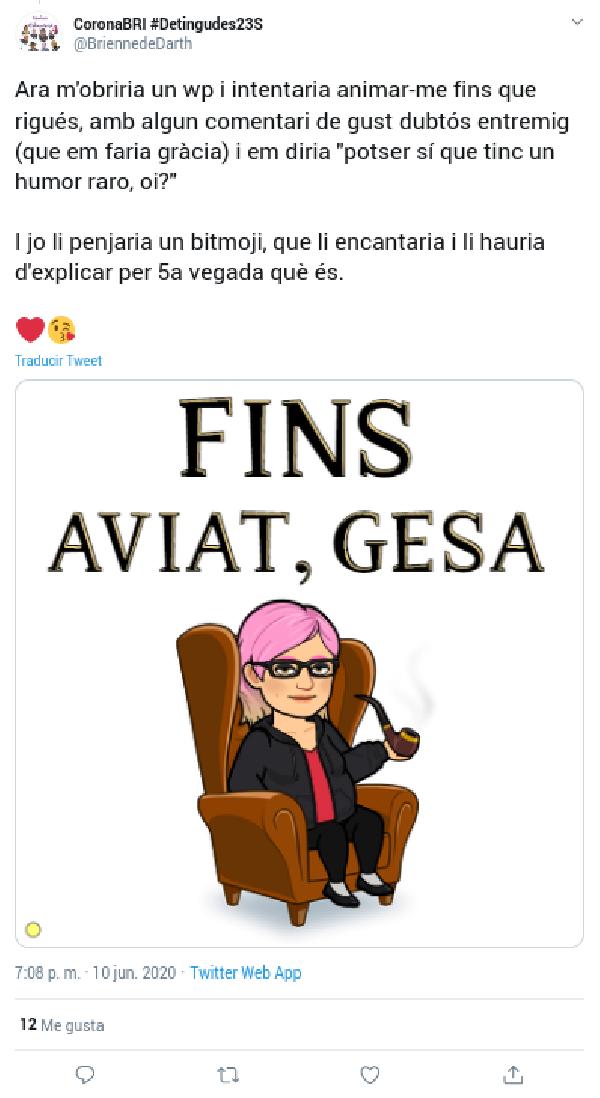 CoronaBRI #Detingudes23S
@BriennedeDarth
Ara m'obriria un wp i intentaria animar-me fins que
rigués, amb algun comentari de gust dubtós entremig
(que em faria gràcia) i em diria "potser sí que tinc un
humor raro, oi?"
I jo li penjaria un bitmoji, que li encantaria i li hauria
d'explicar per 5a vegada què és.
❤️😘
Traducir Tweet
FINS
AVIAT, GESA
7:08 p. m. · 10 jun. 2020 · Twitter Web App
12 Me gusta